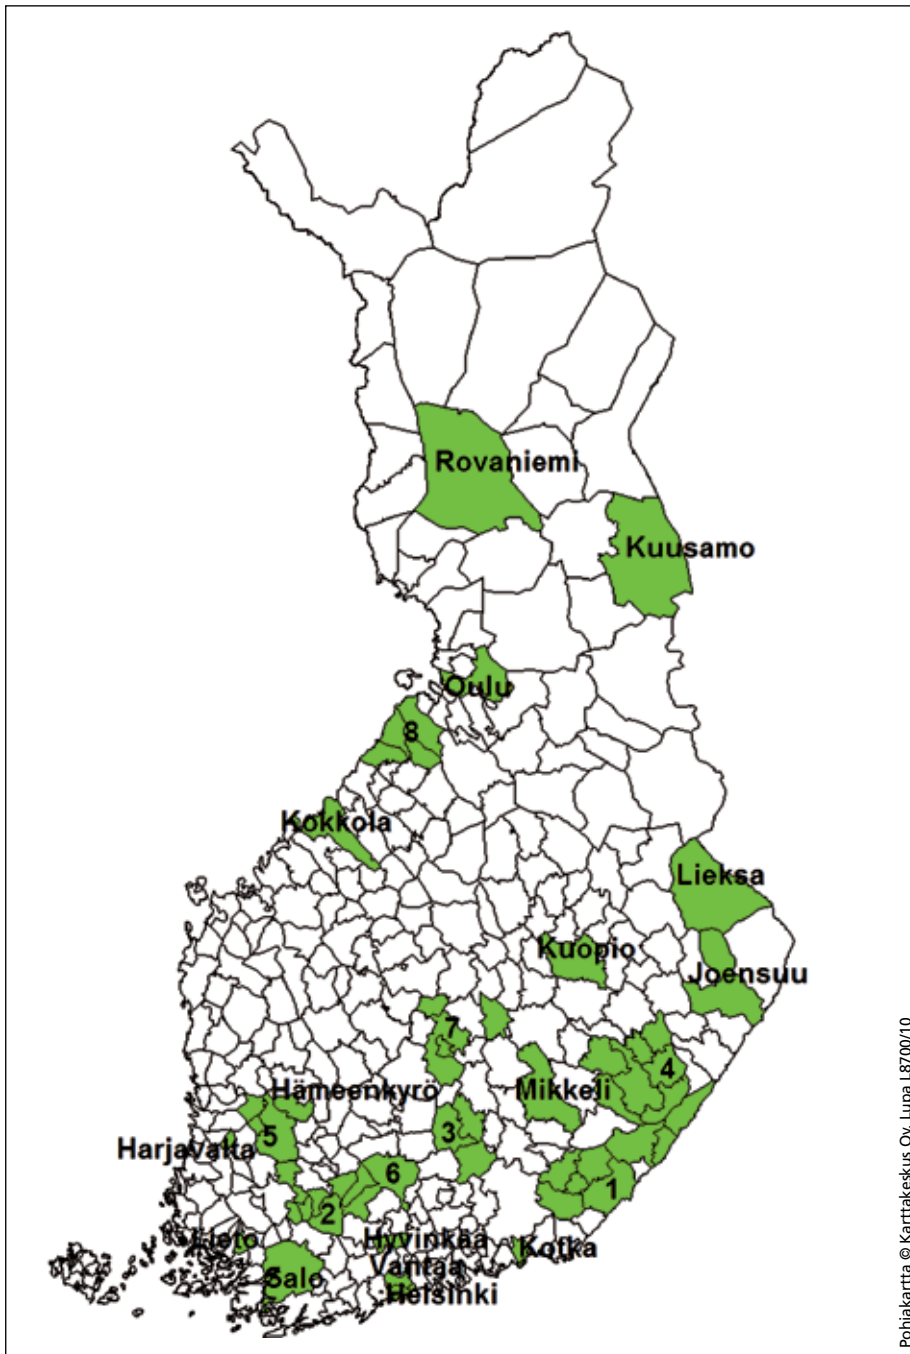 Rovaniemi
Kuusamo
Oulu
8
Kokkola
Lieksa
Kuopio
Joensuu
7
4
Hämeenkyrö
Mikkeli
3
5
Harjavalta
6
1
2
Lieto
Hyvinkää
Kotka
Vantaa
Salo
Helsinki
Pohjakartta © Karttakeskus Oy, Lupa L8700/10